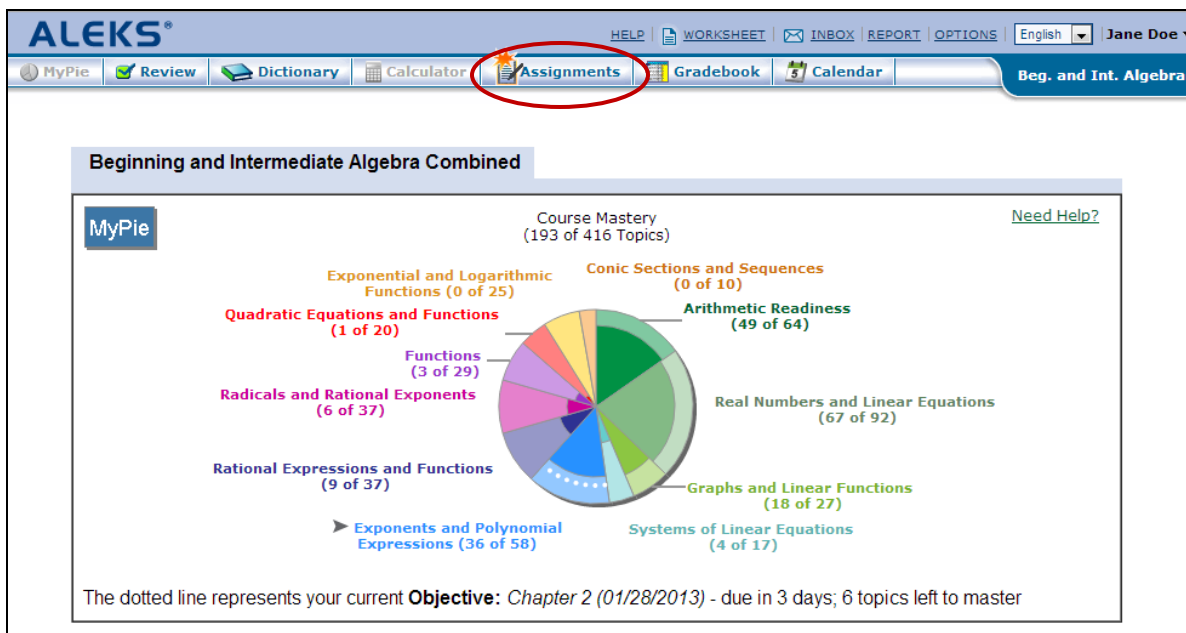 ALEKS®
HELP | WORKSHEET | INBOX | REPORT | OPTIONS | English | Jane Doe
MyPie Review Dictionary Calculator Assignments Gradebook 5 Calendar
Beg. and Int. Algebra
Beginning and Intermediate Algebra Combined
MyPie
Course Mastery
(193 of 416 Topics)
Need Help?
Exponential and Logarithmic
Functions (0 of 25)
Conic Sections and Sequences
(0 of 10)
Quadratic Equations and Functions
(1 of 20)
Arithmetic Readiness
(49 of 64)
Functions
(3 of 29)
Radicals and Rational Exponents
(6 of 37)
Real Numbers and Linear Equations
(67 of 92)
Rational Expressions and Functions
(9 of 37)
Graphs and Linear Functions
(18 of 27)
Exponents and Polynomial
Expressions (36 of 58)
Systems of Linear Equations
(4 of 17)
The dotted line represents your current Objective: Chapter 2 (01/28/2013) - due in 3 days; 6 topics left to master